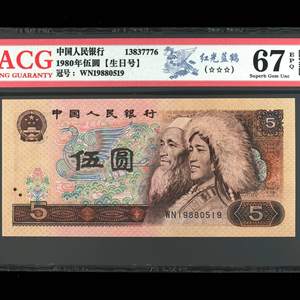 ACG
NG GUARANTY
中国人民银行 13837776
1980年伍圆【生日号】
冠号：WN19880519
红光蓝鹤
(☆☆☆)
67 EPQ
Superb Gem Unc
中国人民银行
伍圆
5
5
5
WN19880519